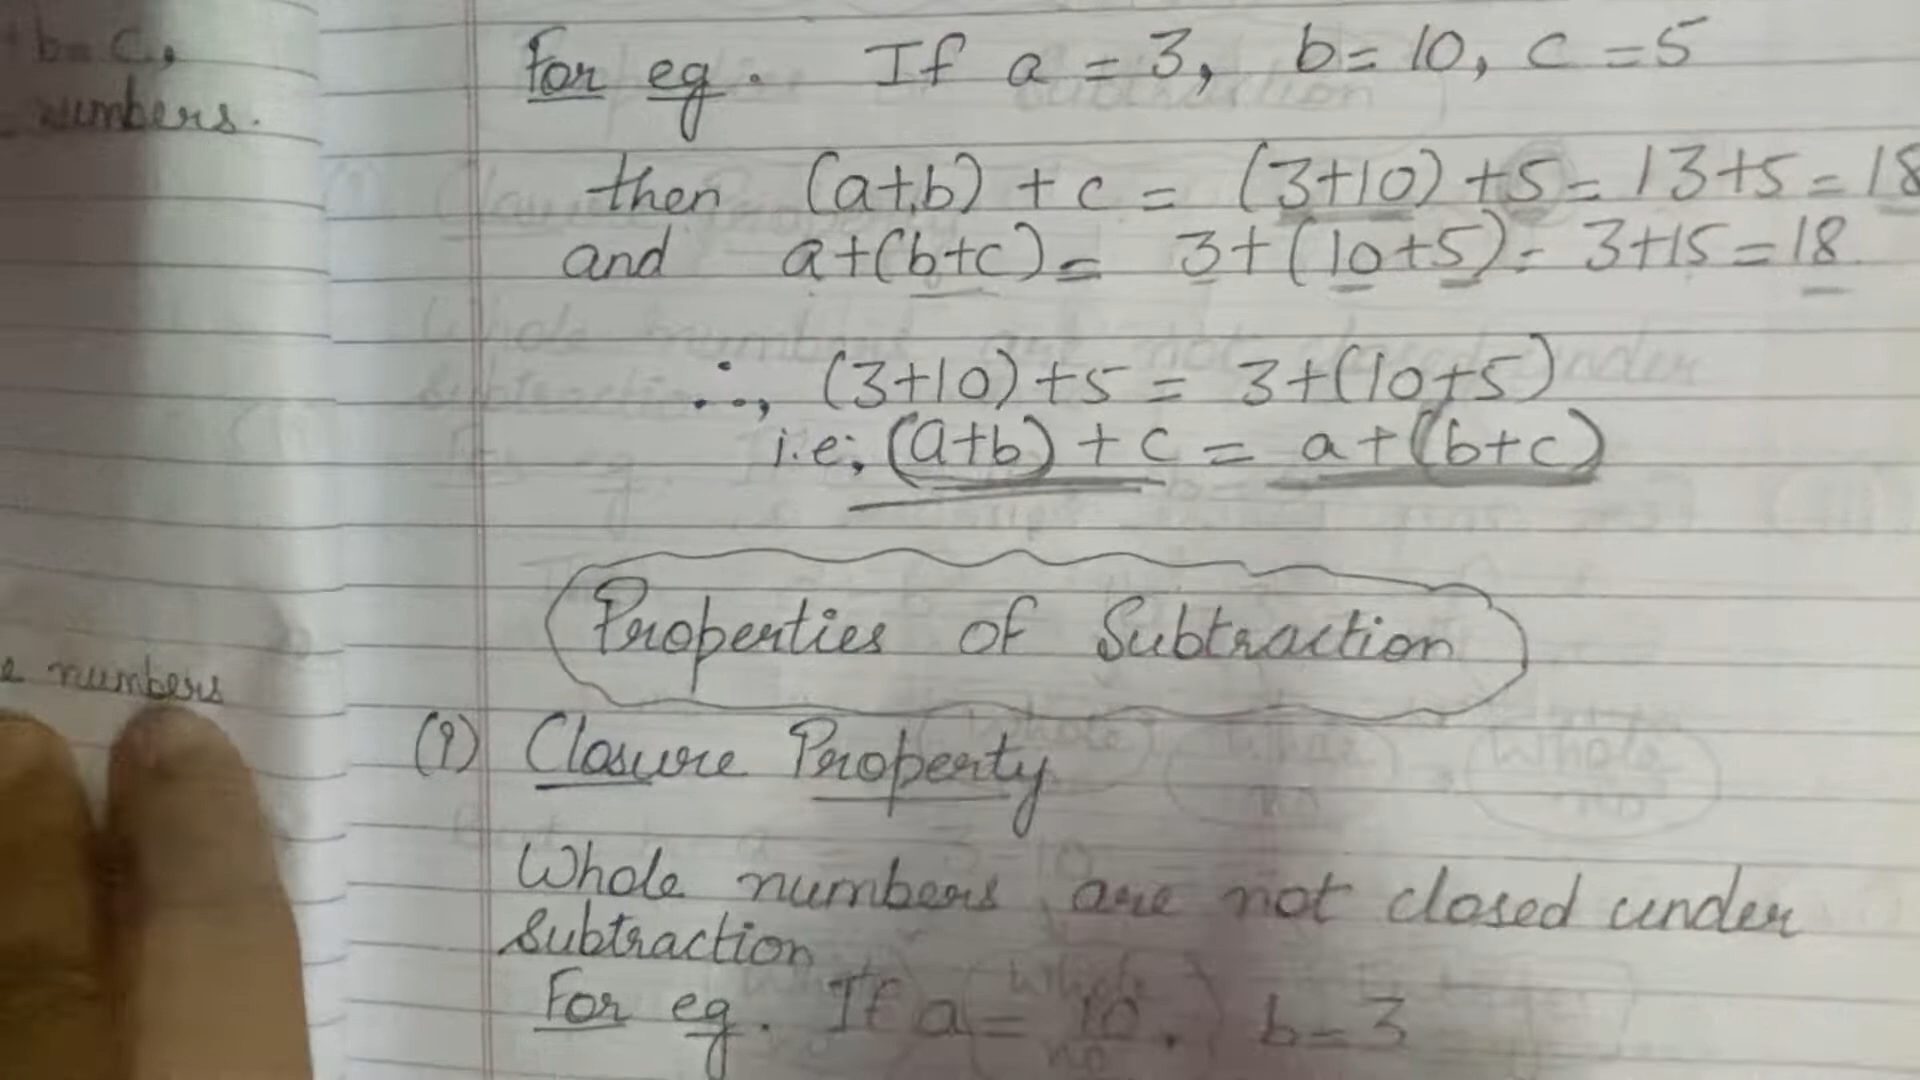 b = c,
numbers.
For eg. If a = 3, b = 10, c = 5
then (a+b) + c = (3+10) + 5 = 13+5 = 18
and a+(b+c) = 3+(10+5) = 3+15 = 18
∴, (3+10)+5 = 3+(10+5)
i.e; (a+b) + c = a+(b+c)
Properties of Subtraction
numbers
(i) Closure Property
Whole numbers are not closed under
subtraction
For eg. If a = 10, b = 3